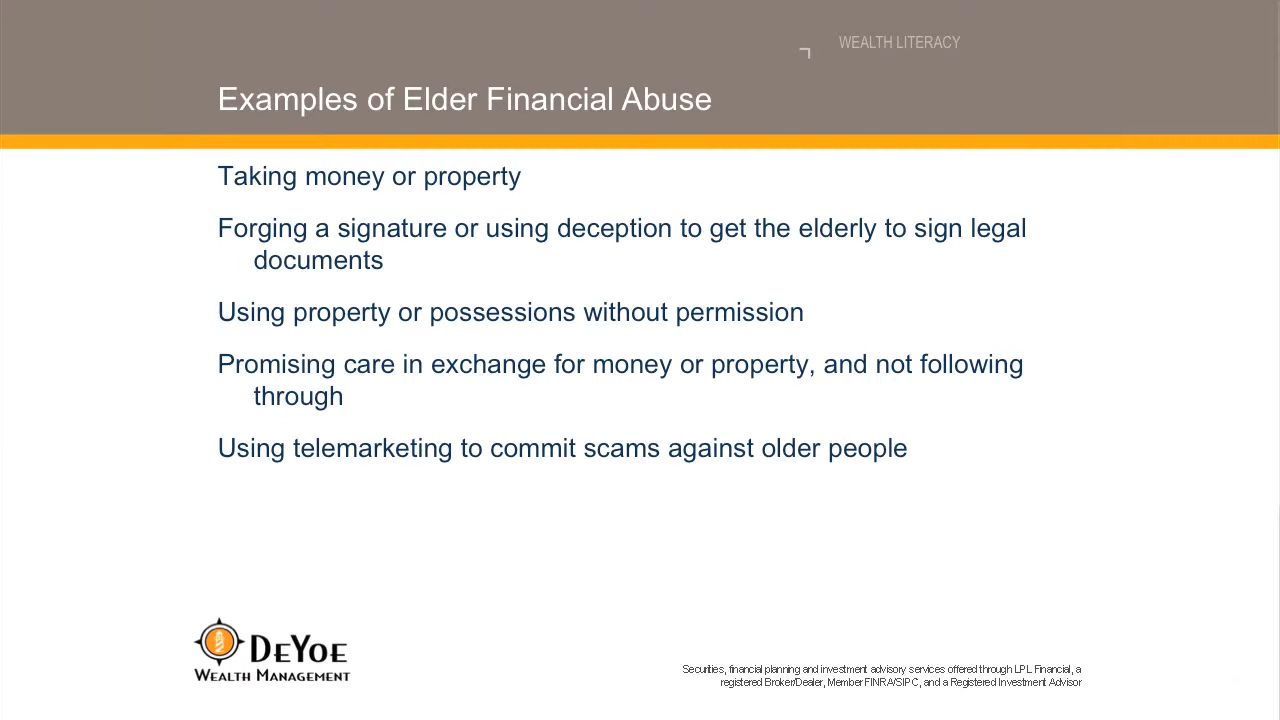 WEALTH LITERACY
Examples of Elder Financial Abuse
Taking money or property
Forging a signature or using deception to get the elderly to sign legal
documents
Using property or possessions without permission
Promising care in exchange for money or property, and not following
through
Using telemarketing to commit scams against older people
DEYOE
WEALTH MANAGEMENT
Securities, financial planning and investment advisory services offered through LPL Financial, a
registered Broker/Dealer, Member FINRA/SIPC, and a Registered Investment Advisor